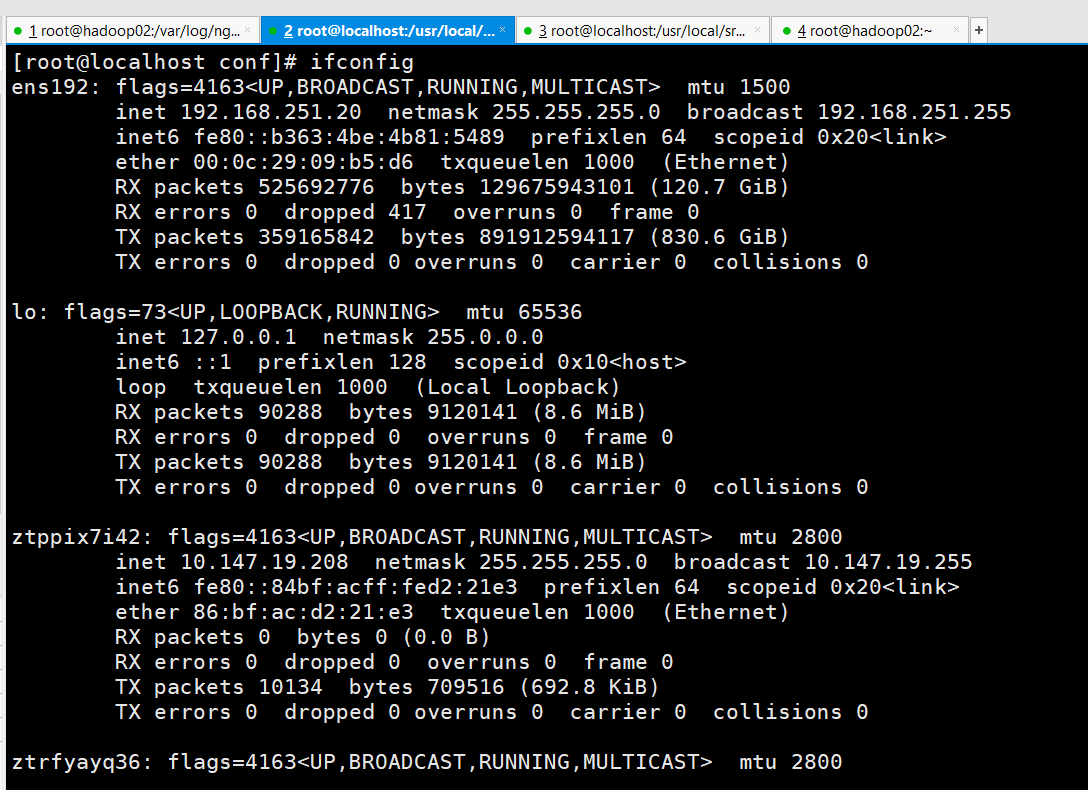 1 root@hadoop02:/var/log/ng... × 2 root@localhost:/usr/local/... × 3 root@localhost:/usr/local/sr... × 4 root@hadoop02:~ × +
[root@localhost conf]# ifconfig
ens192: flags=4163<UP,BROADCAST,RUNNING,MULTICAST>  mtu 1500
        inet 192.168.251.20  netmask 255.255.255.0  broadcast 192.168.251.255
        inet6 fe80::b363:4be:4b81:5489  prefixlen 64  scopeid 0x20<link>
        ether 00:0c:29:09:b5:d6  txqueuelen 1000  (Ethernet)
        RX packets 525692776  bytes 129675943101 (120.7 GiB)
        RX errors 0  dropped 417  overruns 0  frame 0
        TX packets 359165842  bytes 891912594117 (830.6 GiB)
        TX errors 0  dropped 0 overruns 0  carrier 0  collisions 0
lo: flags=73<UP,LOOPBACK,RUNNING>  mtu 65536
        inet 127.0.0.1  netmask 255.0.0.0
        inet6 ::1  prefixlen 128  scopeid 0x10<host>
        loop  txqueuelen 1000  (Local Loopback)
        RX packets 90288  bytes 9120141 (8.6 MiB)
        RX errors 0  dropped 0  overruns 0  frame 0
        TX packets 90288  bytes 9120141 (8.6 MiB)
        TX errors 0  dropped 0 overruns 0  carrier 0  collisions 0
ztppix7i42: flags=4163<UP,BROADCAST,RUNNING,MULTICAST>  mtu 2800
        inet 10.147.19.208  netmask 255.255.255.0  broadcast 10.147.19.255
        inet6 fe80::84bf:acff:fed2:21e3  prefixlen 64  scopeid 0x20<link>
        ether 86:bf:ac:d2:21:e3  txqueuelen 1000  (Ethernet)
        RX packets 0  bytes 0 (0.0 B)
        RX errors 0  dropped 0  overruns 0  frame 0
        TX packets 10134  bytes 709516 (692.8 KiB)
        TX errors 0  dropped 0 overruns 0  carrier 0  collisions 0
ztrfyayq36: flags=4163<UP,BROADCAST,RUNNING,MULTICAST>  mtu 2800